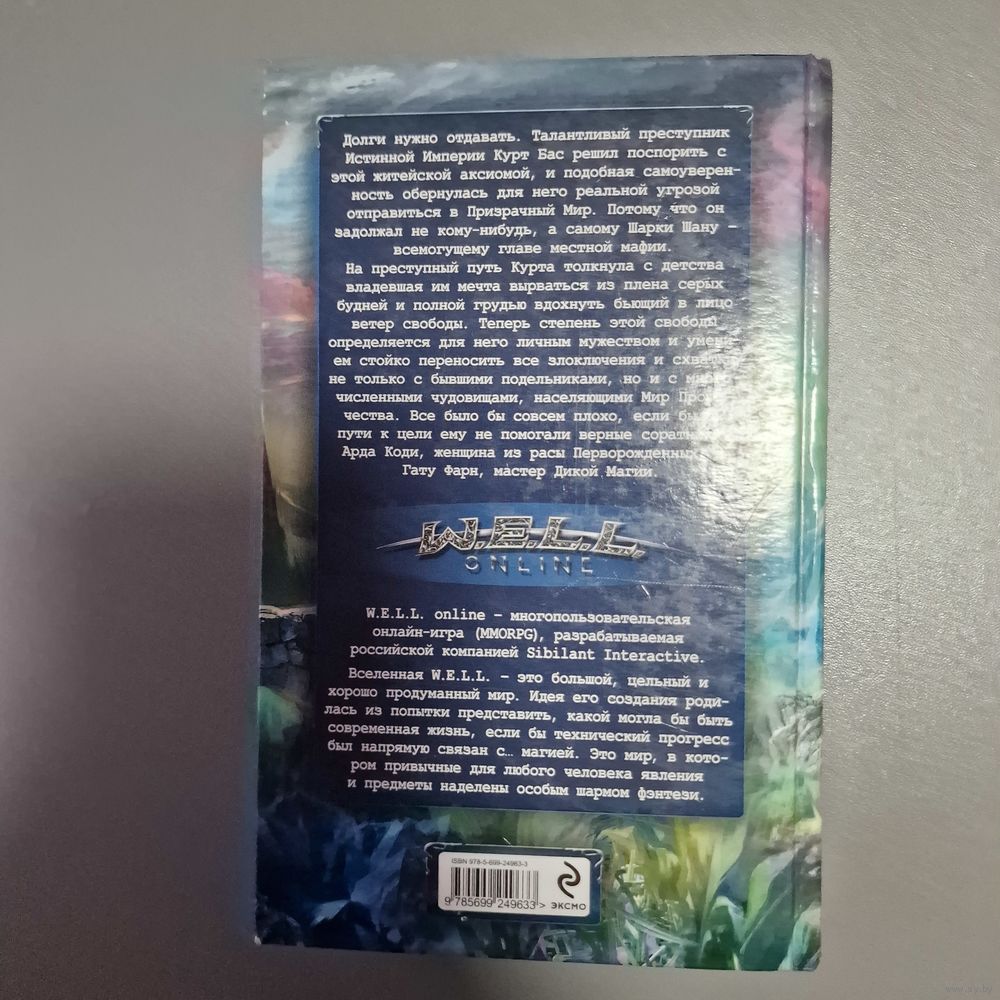 Долги нужно отдавать. Талантливый преступник
Истинной Империи Курт Бас решил поспорить с
этой житейской аксиомой, и подобная самоуверен-
ность обернулась для него реальной угрозой
отправиться в Призрачный Мир. Потому что он
задолжал не кому-нибудь, а самому Шарки Шану –
всемогущему главе местной мафии.
На преступный путь Курта толкнула с детства
владевшая им мечта вырваться из плена серых
будней и полной грудью вдохнуть бьющий в лицо
ветер свободы. Теперь степень этой свободы
определяется для него личным мужеством и умени-
ем стойко переносить все злоключения и схватки
не только с бывшими подельниками, но и с много-
численными чудовищами, населяющими Мир
чества. Все было бы совсем плохо, если бы
пути к цели ему не помогали верные
Арда Коди, женщина из расы Перворожденных
Гату Фарн, мастер Дикой Магии.
W.E.L.L.
ONLINE
W.E.L.L. online – многопользовательская
онлайн-игра (MMORPG), разрабатываемая
российской компанией Sibilant Interactive.
Вселенная W.E.L.L. – это большой, цельный и
хорошо продуманный мир. Идея его создания роди-
лась из попытки представить, какой могла бы быть
современная жизнь, если бы технический прогресс
был напрямую связан с… магией. Это мир, в кото-
ром привычные для любого человека явления
и предметы наделены особым шармом фэнтези.
ISBN 978-5-699-24963-3
9 785699 249633 >
ЭКСМО